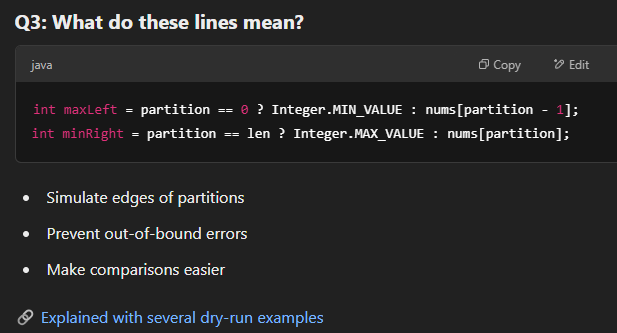 Q3: What do these lines mean?
java
Copy
Edit
int maxLeft = partition == 0 ? Integer.MIN_VALUE : nums[partition - 1];
int minRight = partition == len ? Integer.MAX_VALUE : nums[partition];
• Simulate edges of partitions
• Prevent out-of-bound errors
• Make comparisons easier
🔗 Explained with several dry-run examples